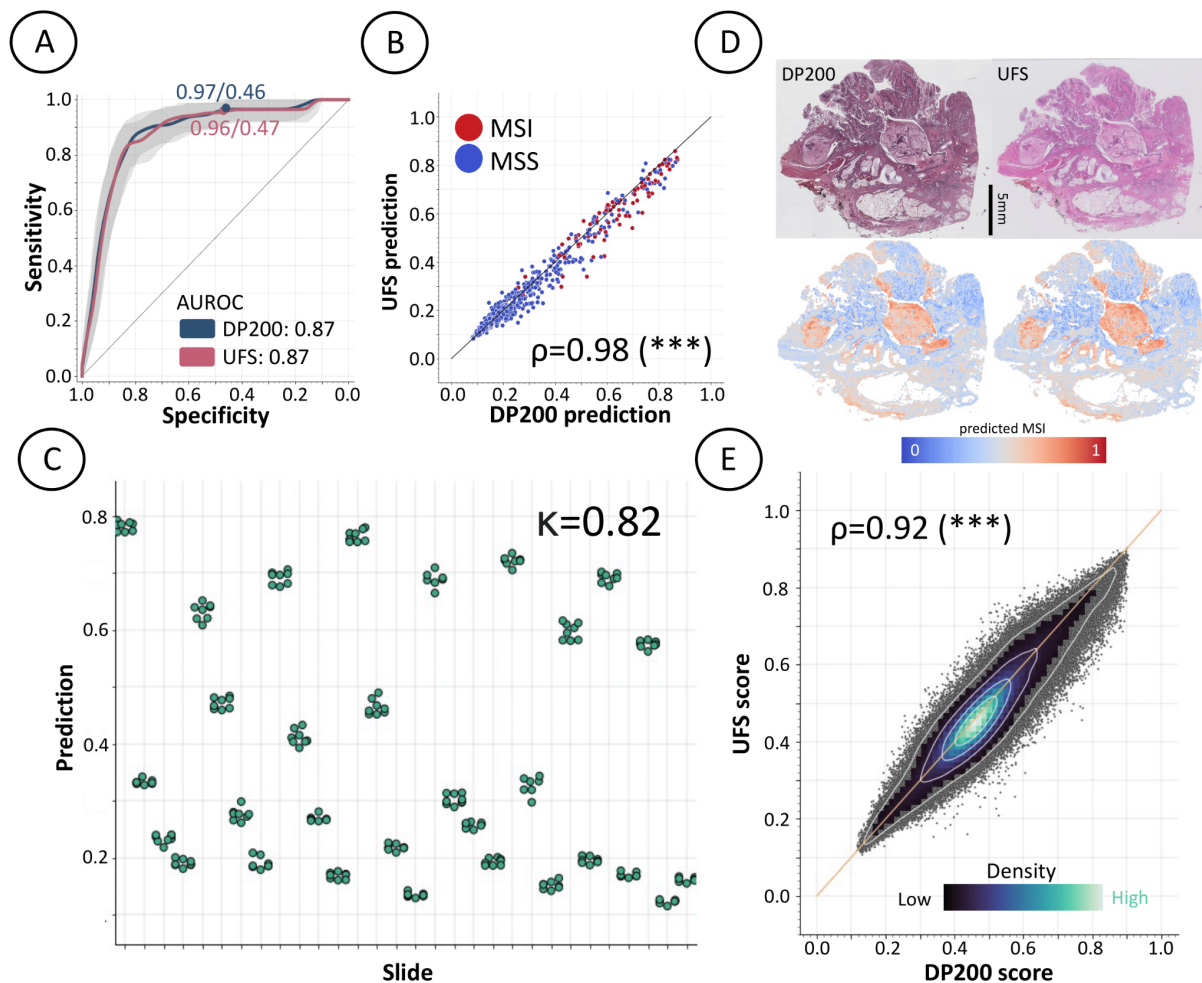 A
0.97/0.46
0.96/0.47
1.0
0.8
0.6
0.4
0.2
0.0
Sensitivity
AUROC
DP200: 0.87
UFS: 0.87
1.0 0.8 0.6 0.4 0.2 0.0
Specificity
B
MSI
MSS
1.0
0.8
0.6
0.4
0.2
0.0
UFS prediction
ρ=0.98 (***)
0.0 0.2 0.4 0.6 0.8 1.0
DP200 prediction
D
DP200
UFS
5mm
predicted MSI
0 1
C
κ=0.82
0.8
0.6
0.4
0.2
Prediction
Slide
E
ρ=0.92 (***)
1.0
0.8
0.6
0.4
0.2
0.0
UFS score
Density
Low High
0.0 0.2 0.4 0.6 0.8 1.0
DP200 score